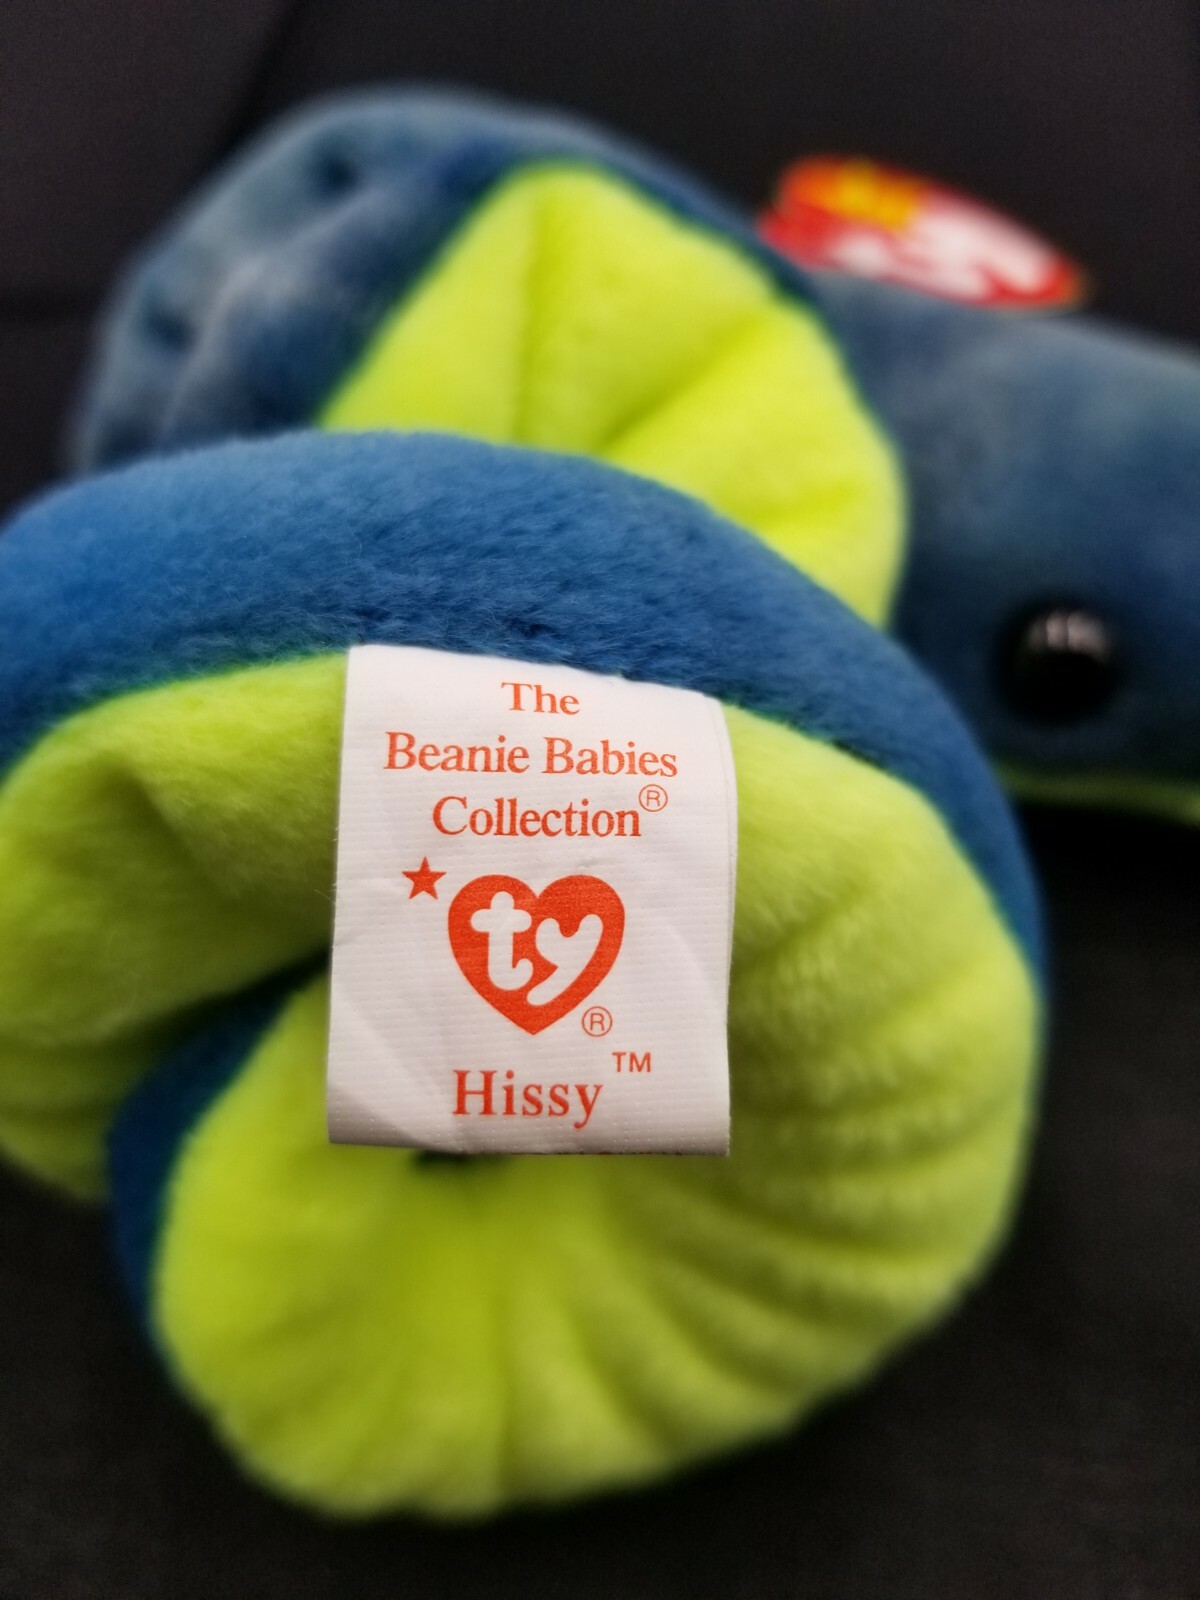 The
Beanie Babies
Collection®
★ ty ®
Hissy™